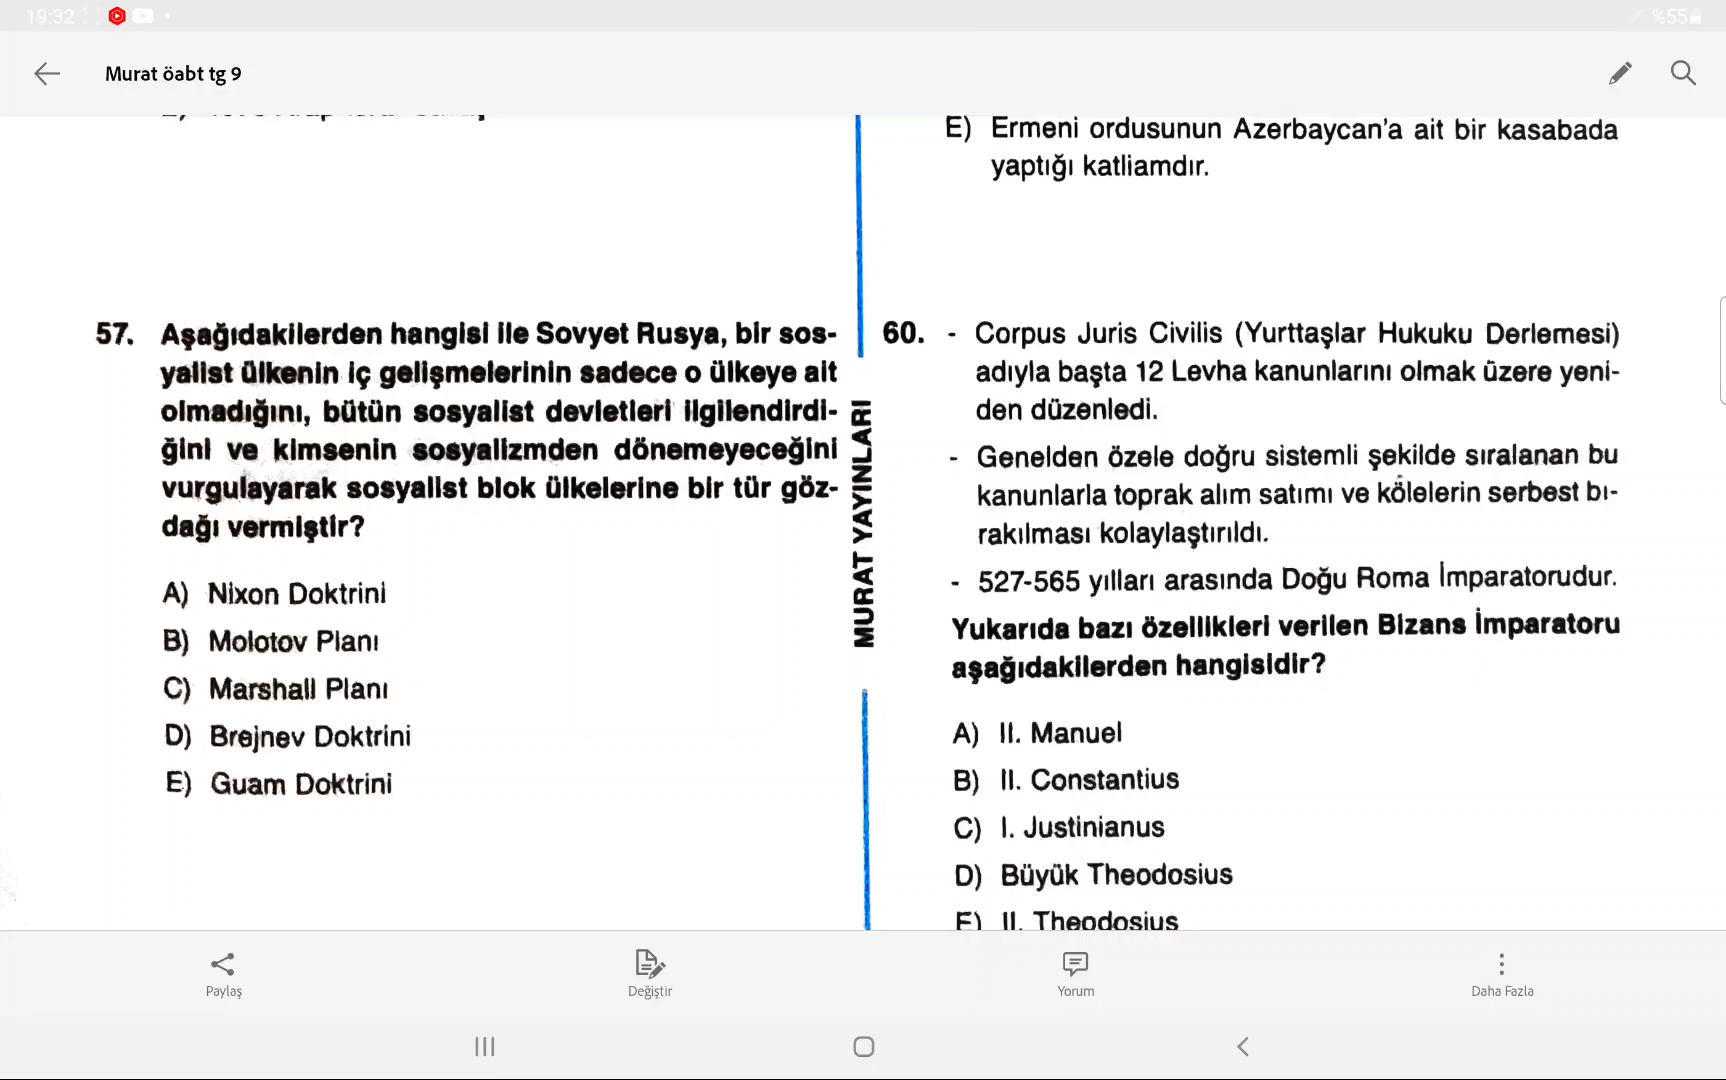 19:32
%55
Murat öabt tg 9
57. Aşağıdakilerden hangisi ile Sovyet Rusya, bir sos-
yalist ülkenin iç gelişmelerinin sadece o ülkeye ait
olmadığını, bütün sosyalist devletleri ilgilendirdi-
ğini ve kimsenin sosyalizmden dönemeyeceğini
vurgulayarak sosyalist blok ülkelerine bir tür göz-
dağı vermiştir?
A) Nixon Doktrini
B) Molotov Planı
C) Marshall Planı
D) Brejnev Doktrini
E) Guam Doktrini
MURAT YAYINLARI
E) Ermeni ordusunun Azerbaycan'a ait bir kasabada
yaptığı katliamdır.
60. - Corpus Juris Civilis (Yurttaşlar Hukuku Derlemesi)
adıyla başta 12 Levha kanunlarını olmak üzere yeni-
den düzenledi.
- Genelden özele doğru sistemli şekilde sıralanan bu
kanunlarla toprak alım satımı ve kölelerin serbest bı-
rakılması kolaylaştırıldı.
- 527-565 yılları arasında Doğu Roma İmparatorudur.
Yukarıda bazı özellikleri verilen Bizans İmparatoru
aşağıdakilerden hangisidir?
A) II. Manuel
B) II. Constantius
C) I. Justinianus
D) Büyük Theodosius
E) II. Theodosius
Paylaş
Değiştir
Yorum
Daha Fazla